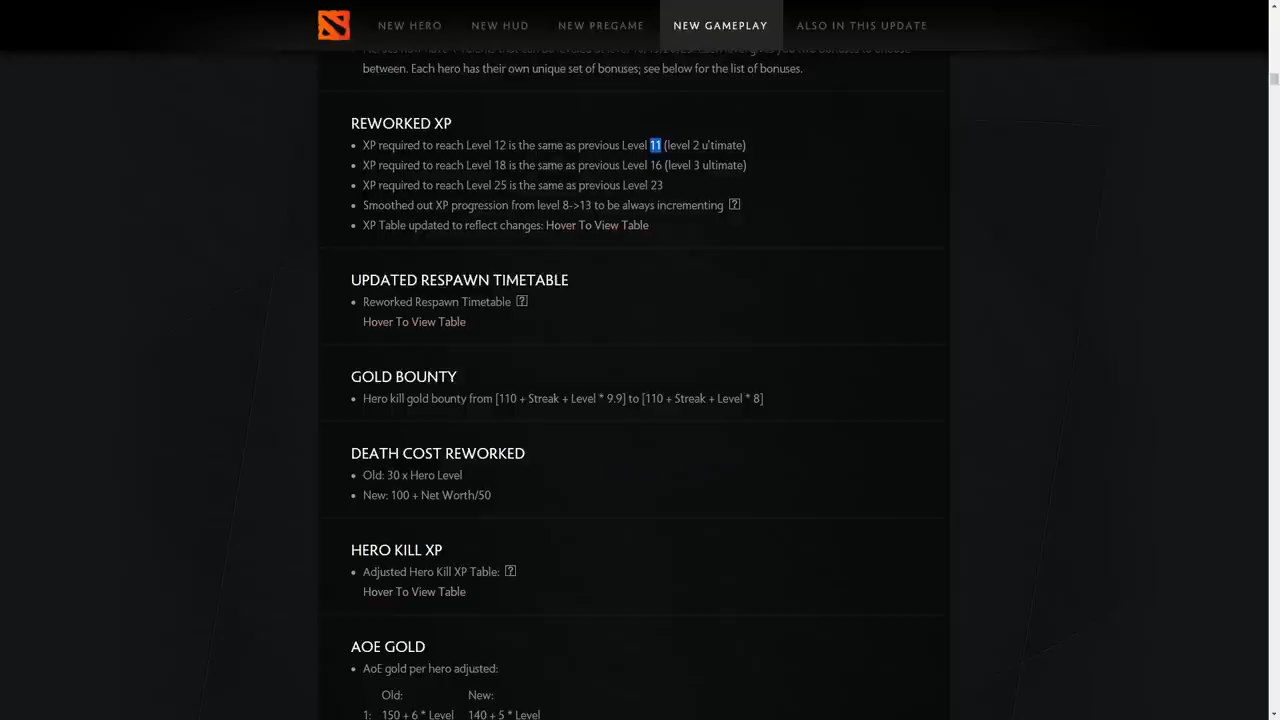 NEW HERO NEW HUD NEW PREGAME NEW GAMEPLAY ALSO IN THIS UPDATE
between. Each hero has their own unique set of bonuses; see below for the list of bonuses.
REWORKED XP
• XP required to reach Level 12 is the same as previous Level 11 (level 2 ultimate)
• XP required to reach Level 18 is the same as previous Level 16 (level 3 ultimate)
• XP required to reach Level 25 is the same as previous Level 23
• Smoothed out XP progression from level 8->13 to be always incrementing [?]
• XP Table updated to reflect changes: Hover To View Table
UPDATED RESPAWN TIMETABLE
• Reworked Respawn Timetable [?]
Hover To View Table
GOLD BOUNTY
• Hero kill gold bounty from [110 + Streak + Level * 9.9] to [110 + Streak + Level * 8]
DEATH COST REWORKED
• Old: 30 x Hero Level
• New: 100 + Net Worth/50
HERO KILL XP
• Adjusted Hero Kill XP Table: [?]
Hover To View Table
AOE GOLD
• AoE gold per hero adjusted:
Old: New:
1: 150 + 6 * Level 140 + 5 * Level